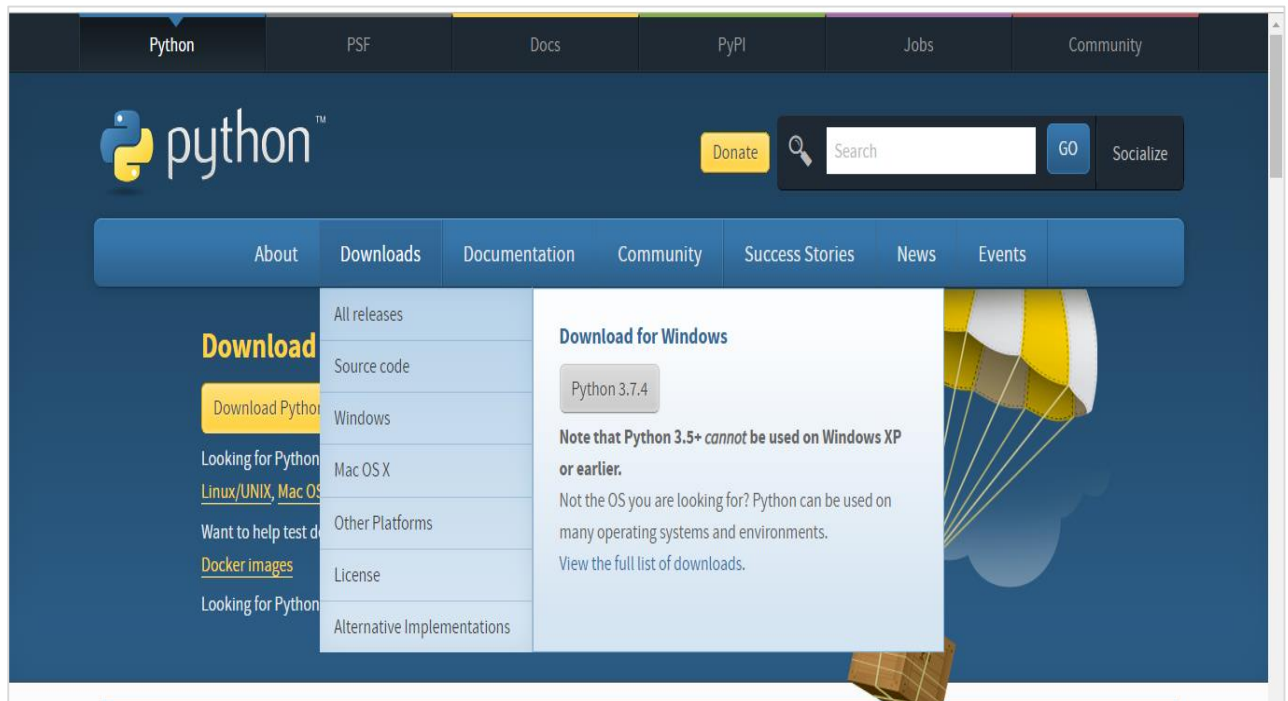 Python PSF Docs PyPI Jobs Community
python™
Donate Search GO Socialize
About Downloads Documentation Community Success Stories News Events
Download
Download Python
Looking for Python
Linux/UNIX, Mac OS
Want to help test
Docker images
Looking for Python
All releases
Source code
Windows
Mac OS X
Other Platforms
License
Alternative Implementations
Download for Windows
Python 3.7.4
Note that Python 3.5+ cannot be used on Windows XP
or earlier.
Not the OS you are looking for? Python can be used on
many operating systems and environments.
View the full list of downloads.